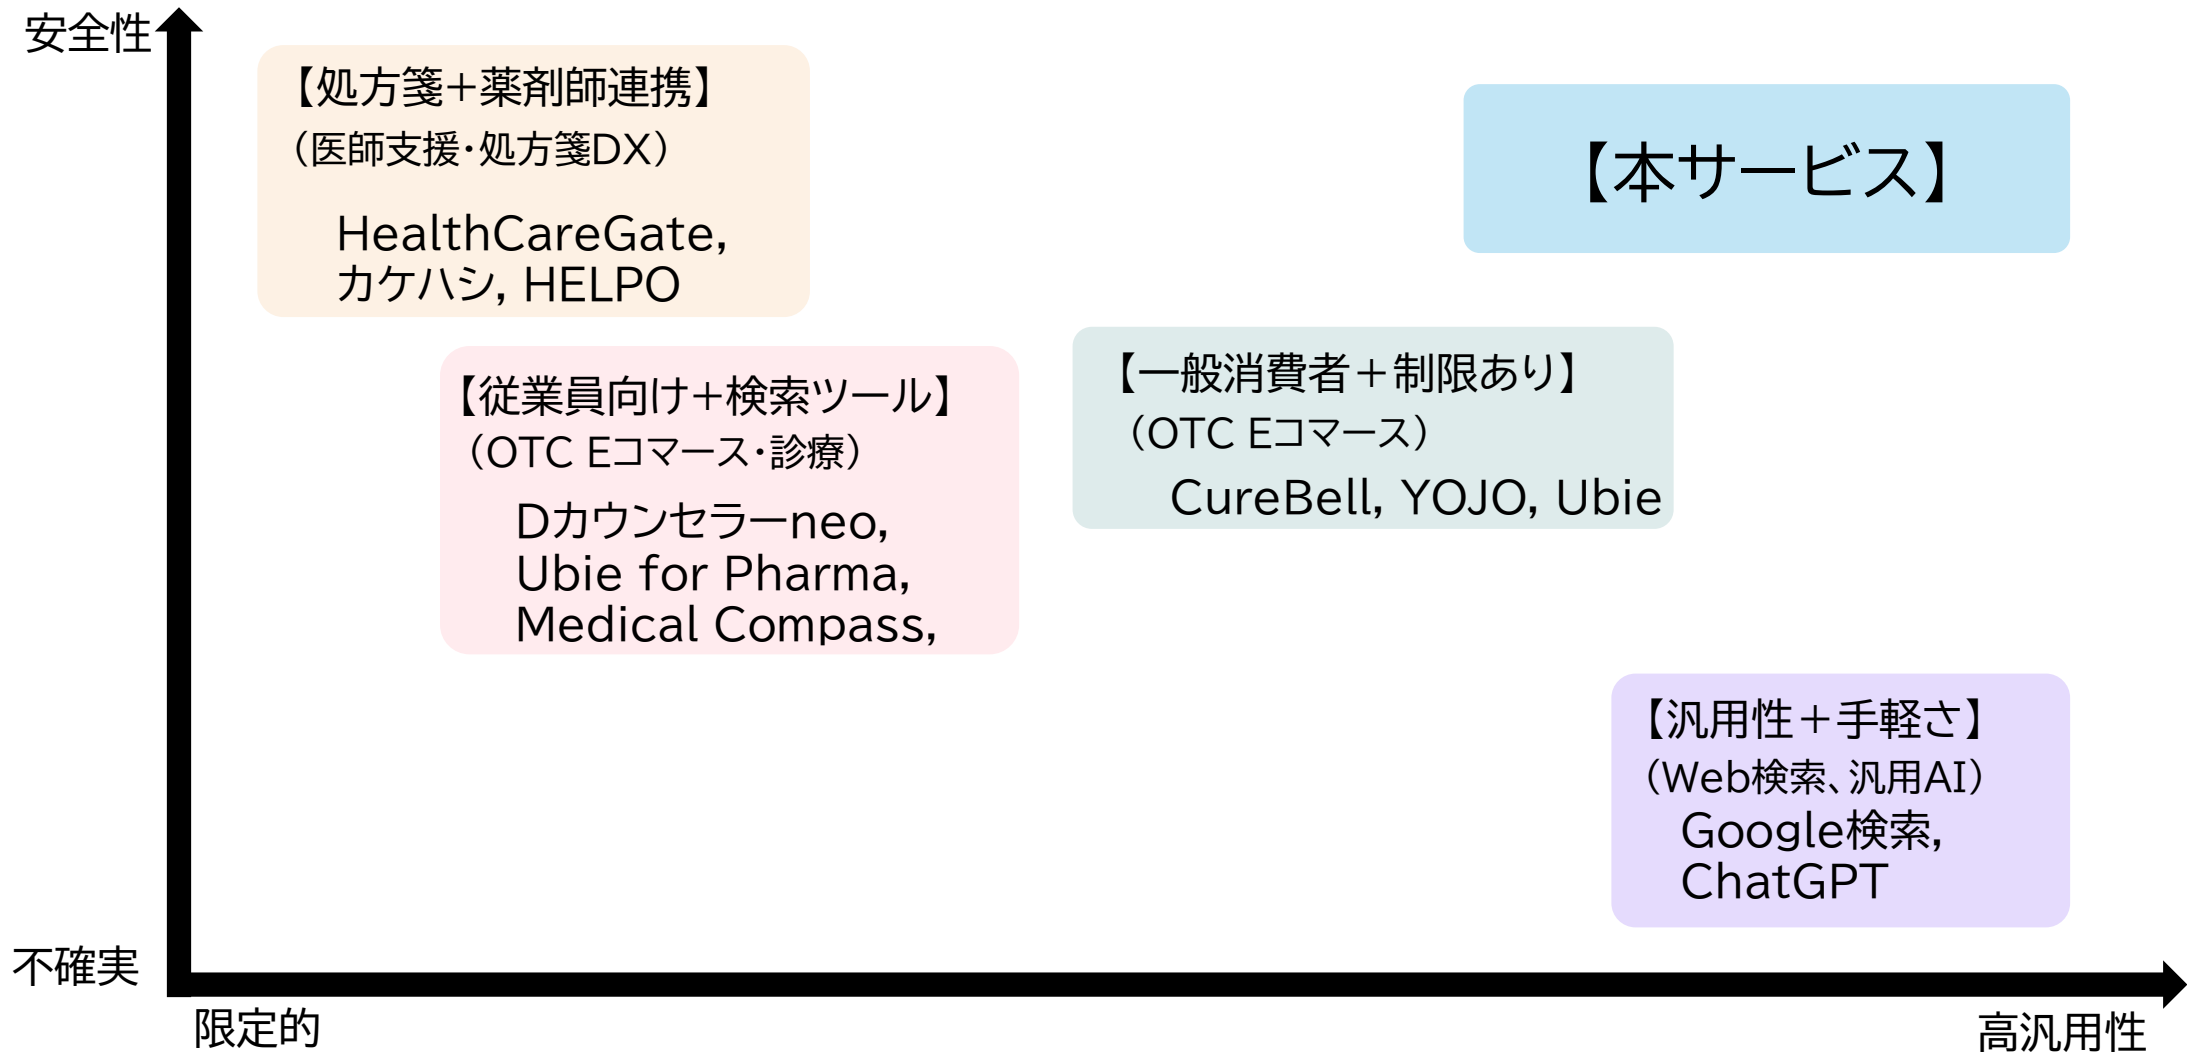 安全性
【処方箋＋薬剤師連携】
（医師支援・処方箋DX）
HealthCareGate,
カケハシ, HELPO
【本サービス】
【従業員向け＋検索ツール】
（OTC Eコマース・診療）
Dカウンセラーneo,
Ubie for Pharma,
Medical Compass,
【一般消費者＋制限あり】
（OTC Eコマース）
CureBell, YOJO, Ubie
【汎用性＋手軽さ】
（Web検索、汎用AI）
Google検索,
ChatGPT
不確実
限定的
高汎用性